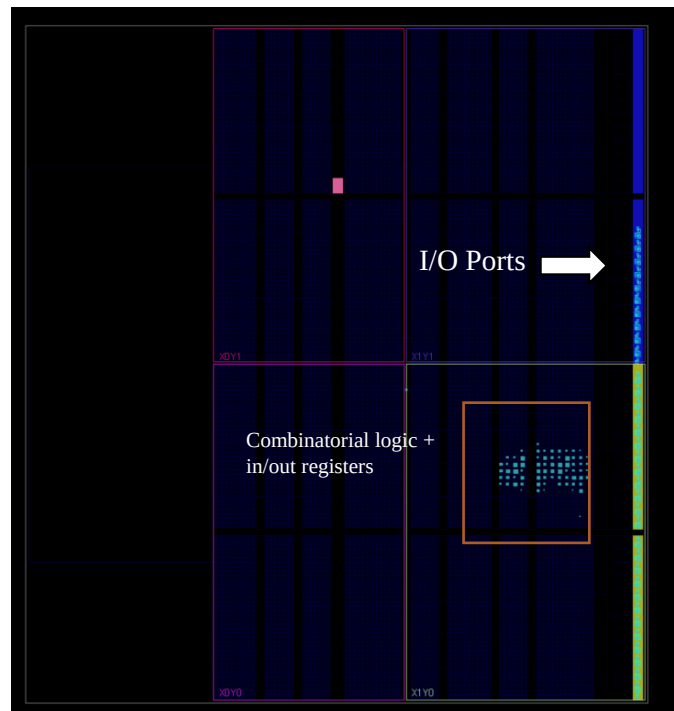 I/O Ports
X0Y1
X1Y1
Combinatorial logic +
in/out registers
X0Y0
X1Y0